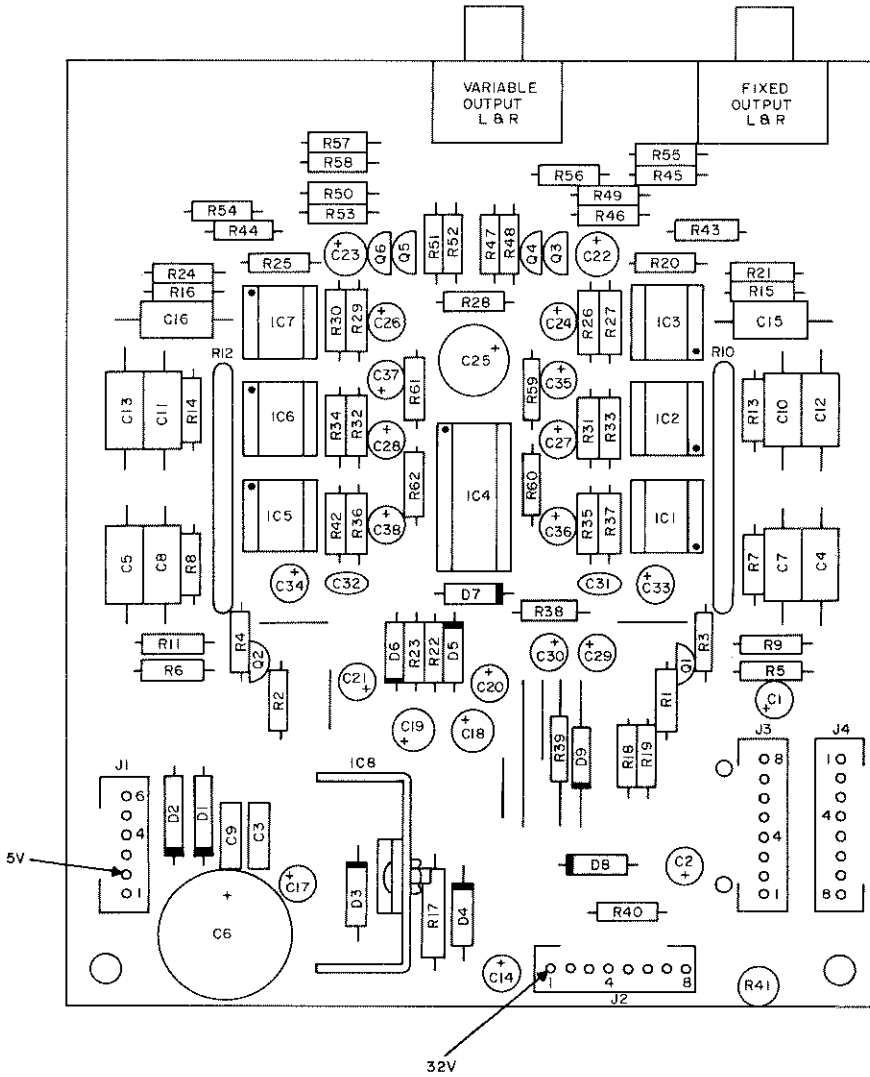 VARIABLE
OUTPUT
L & R
FIXED
OUTPUT
L & R
R57
R58
R55
R45
R56
R50
R53
R49
R46
R54
R44
R43
R51
R52
R47
R48
C23
Q6
Q5
Q4
Q3
C22
R25
R20
R24
R16
R21
R15
R28
C16
IC7
R30
R29
C26
C24
R26
R27
IC3
C15
R12
C25
R10
C37
R61
R59
C35
C13
C11
R14
IC6
R34
R32
C28
C27
R31
R33
IC2
R13
C10
C12
R62
IC4
R60
IC5
R42
R36
C38
C36
R35
R37
IC1
C5
C8
R8
R7
C7
C4
C34
C32
D7
C31
C33
R38
R11
R6
R4
Q2
D6
R23
R22
D5
C30
C29
R3
Q1
R9
R5
R2
C21
C20
R1
C1
C19
C18
R39
D9
R18
R19
J3
J4
J1
IC8
8
1
6
D2
D1
4
4
4
C9
C3
5V
1
C17
D3
D8
C2
1
8
R17
D4
R40
C6
C14
1
4
8
J2
R41
32V